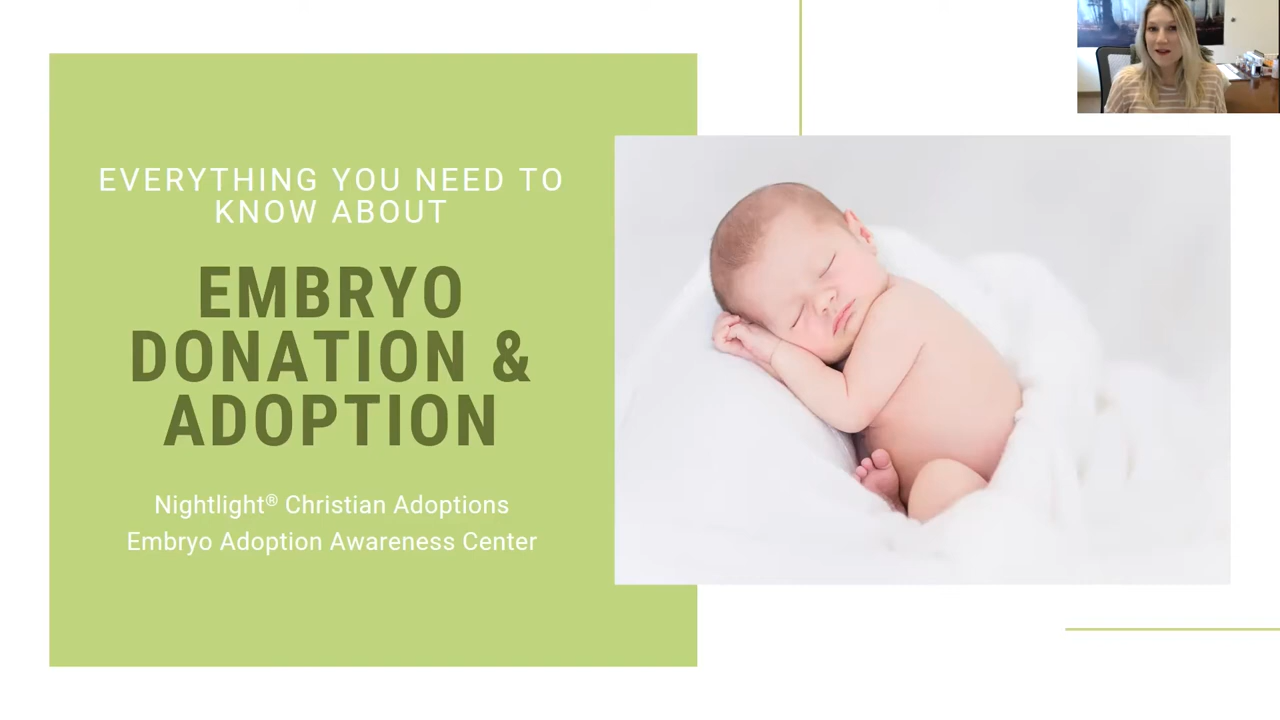 EVERYTHING YOU NEED TO
KNOW ABOUT
EMBRYO
DONATION &
ADOPTION
Nightlight® Christian Adoptions
Embryo Adoption Awareness Center